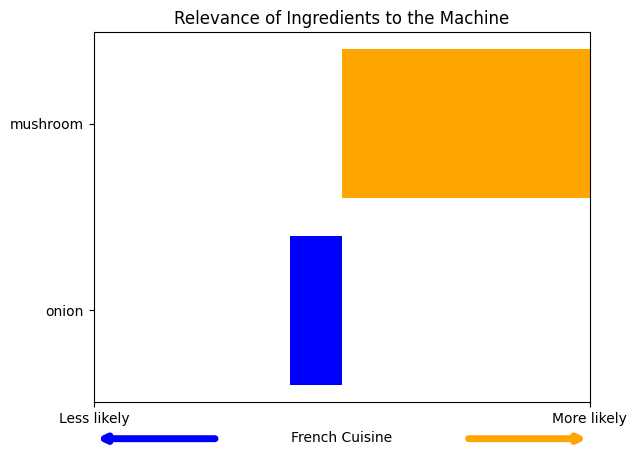 Relevance of Ingredients to the Machine
mushroom
onion
Less likely
More likely
French Cuisine